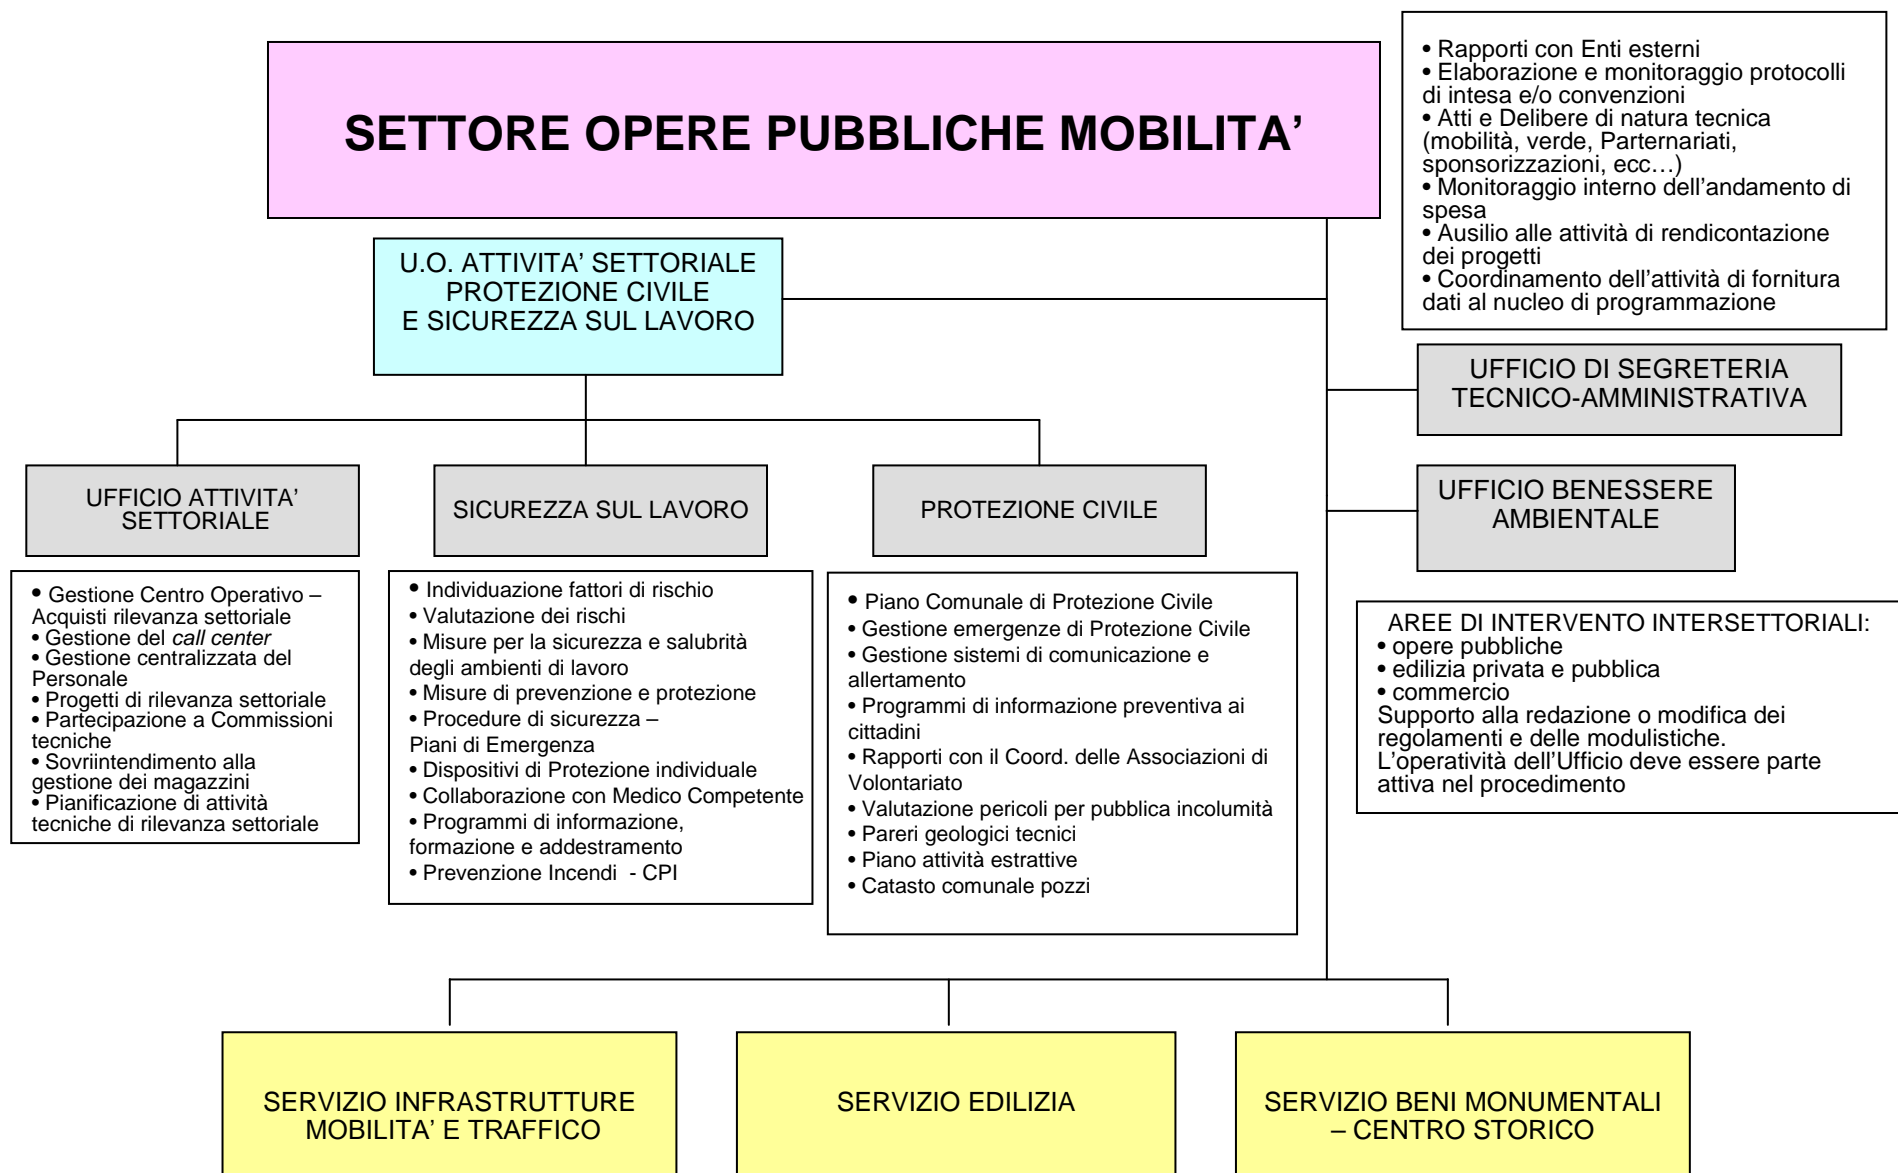 SETTORE OPERE PUBBLICHE MOBILITA’
• Rapporti con Enti esterni
• Elaborazione e monitoraggio protocolli
di intesa e/o convenzioni
• Atti e Delibere di natura tecnica
(mobilità, verde, Parternariati,
sponsorizzazioni, ecc…)
• Monitoraggio interno dell’andamento di
spesa
• Ausilio alle attività di rendicontazione
dei progetti
• Coordinamento dell’attività di fornitura
dati al nucleo di programmazione
U.O. ATTIVITA’ SETTORIALE
PROTEZIONE CIVILE
E SICUREZZA SUL LAVORO
UFFICIO DI SEGRETERIA
TECNICO-AMMINISTRATIVA
UFFICIO BENESSERE
AMBIENTALE
AREE DI INTERVENTO INTERSETTORIALI:
• opere pubbliche
• edilizia privata e pubblica
• commercio
Supporto alla redazione o modifica dei
regolamenti e delle modulistiche.
L’operatività dell’Ufficio deve essere parte
attiva nel procedimento
UFFICIO ATTIVITA’
SETTORIALE
• Gestione Centro Operativo –
Acquisti rilevanza settoriale
• Gestione del call center
• Gestione centralizzata del
Personale
• Progetti di rilevanza settoriale
• Partecipazione a Commissioni
tecniche
• Sovriintendimento alla
gestione dei magazzini
• Pianificazione di attività
tecniche di rilevanza settoriale
SICUREZZA SUL LAVORO
• Individuazione fattori di rischio
• Valutazione dei rischi
• Misure per la sicurezza e salubrità
degli ambienti di lavoro
• Misure di prevenzione e protezione
• Procedure di sicurezza –
Piani di Emergenza
• Dispositivi di Protezione individuale
• Collaborazione con Medico Competente
• Programmi di informazione,
formazione e addestramento
• Prevenzione Incendi - CPI
PROTEZIONE CIVILE
• Piano Comunale di Protezione Civile
• Gestione emergenze di Protezione Civile
• Gestione sistemi di comunicazione e
allertamento
• Programmi di informazione preventiva ai
cittadini
• Rapporti con il Coord. delle Associazioni di
Volontariato
• Valutazione pericoli per pubblica incolumità
• Pareri geologici tecnici
• Piano attività estrattive
• Catasto comunale pozzi
SERVIZIO INFRASTRUTTURE
MOBILITA’ E TRAFFICO
SERVIZIO EDILIZIA
SERVIZIO BENI MONUMENTALI
– CENTRO STORICO